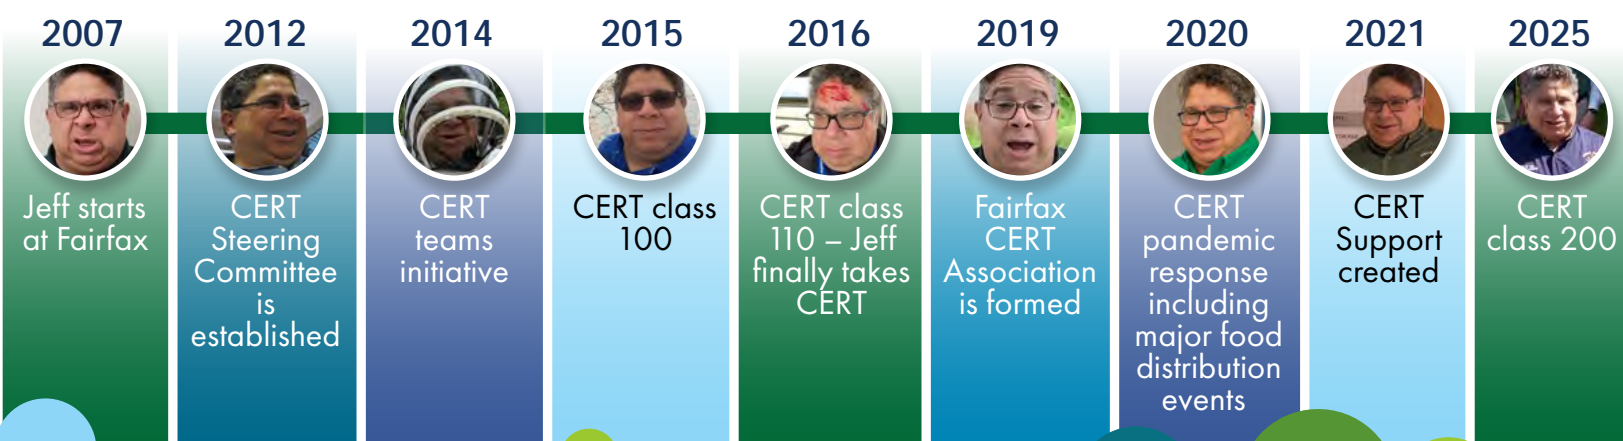 2007
Jeff starts
at Fairfax
2012
CERT
Steering
Committee
is
established
2014
CERT
teams
initiative
2015
CERT class
100
2016
CERT class
110 – Jeff
finally takes
CERT
2019
Fairfax
CERT
Association
is formed
2020
CERT
pandemic
response
including
major food
distribution
events
2021
CERT
Support
created
2025
CERT
class 200